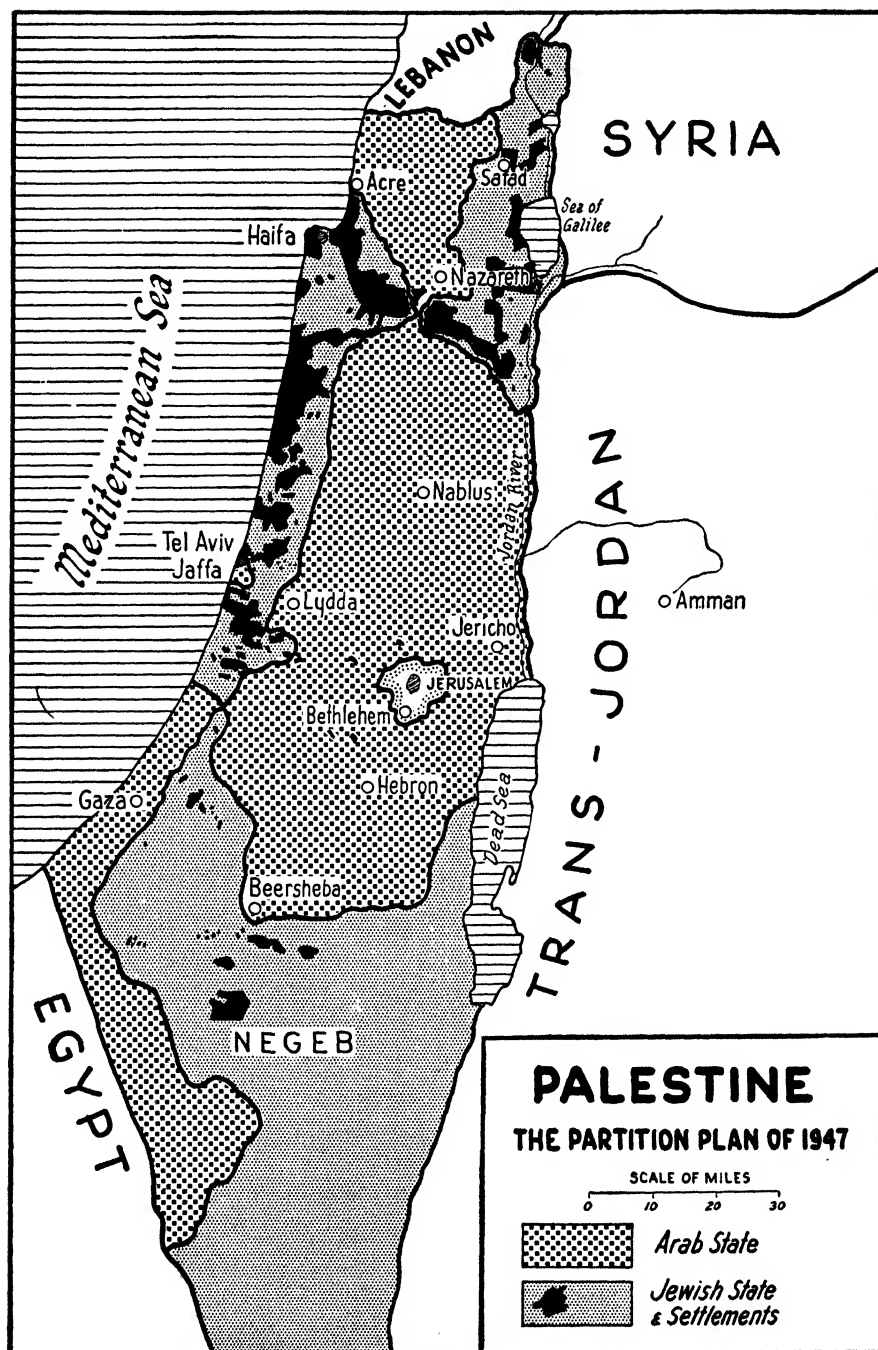 LEBANON
SYRIA
Acre
Safad
Sea of
Galilee
Haifa
Nazareth
Mediterranean Sea
Nablus
Jordan River
Tel Aviv
Jaffa
TRANS-JORDAN
Lydda
Amman
Jericho
JERUSALEM
Bethlehem
Gaza
Hebron
Dead Sea
Beersheba
EGYPT
NEGEB
PALESTINE
THE PARTITION PLAN OF 1947
SCALE OF MILES
0 10 20 30
Arab State
Jewish State
& Settlements